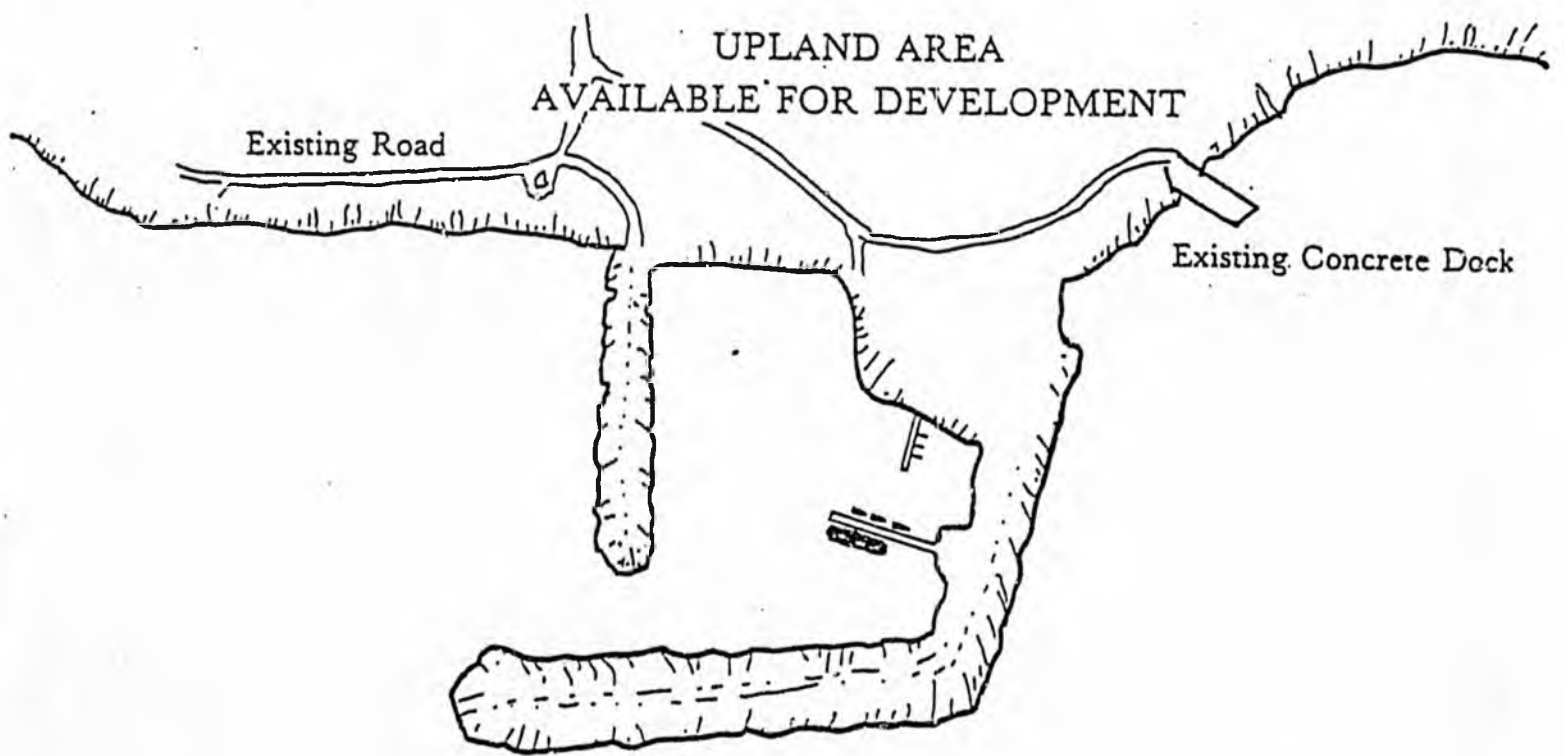 UPLAND AREA
AVAILABLE FOR DEVELOPMENT
Existing Road
Existing Concrete Dock